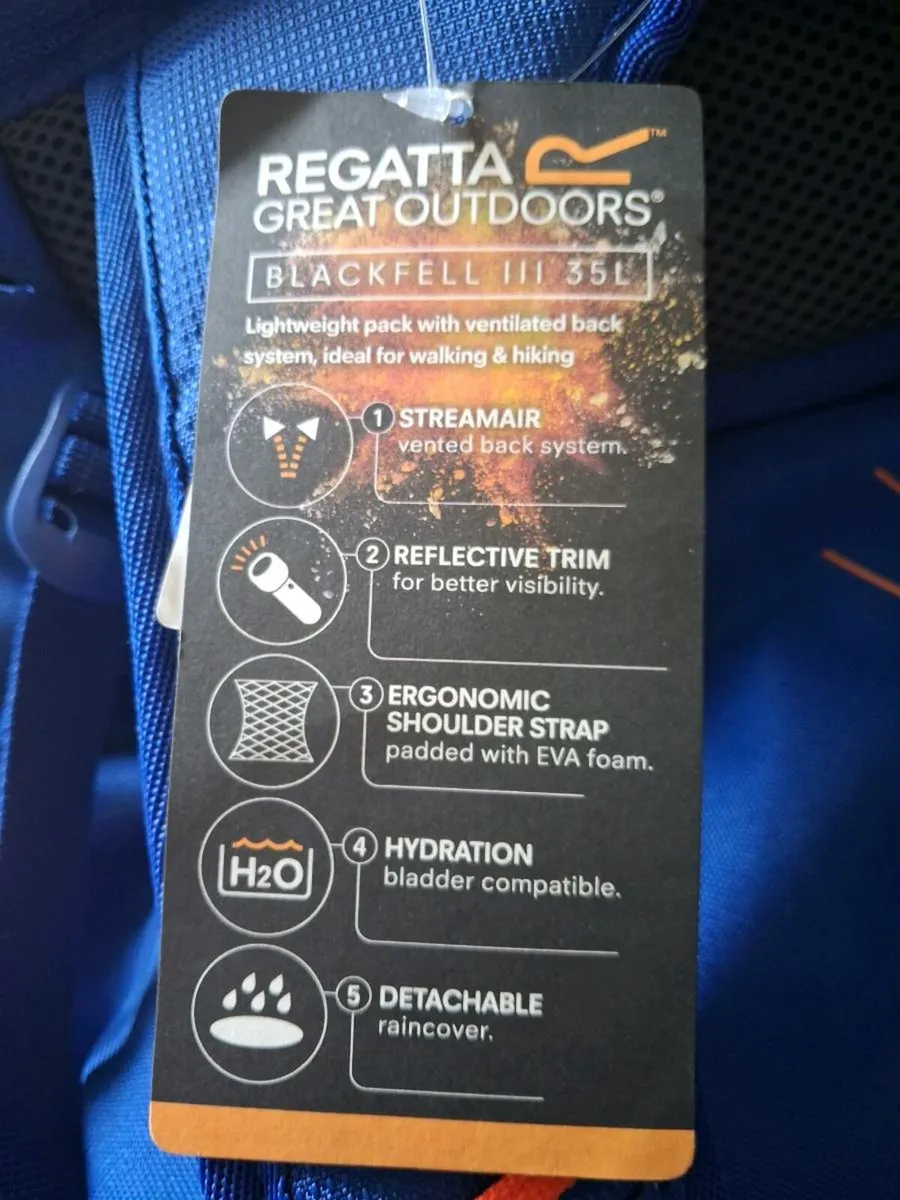 REGATTA R™
GREAT OUTDOORS®
BLACKFELL III 35L
Lightweight pack with ventilated back
system, ideal for walking & hiking
1 STREAMAIR
vented back system.
2 REFLECTIVE TRIM
for better visibility.
3 ERGONOMIC
SHOULDER STRAP
padded with EVA foam.
H2O
4 HYDRATION
bladder compatible.
5 DETACHABLE
raincover.